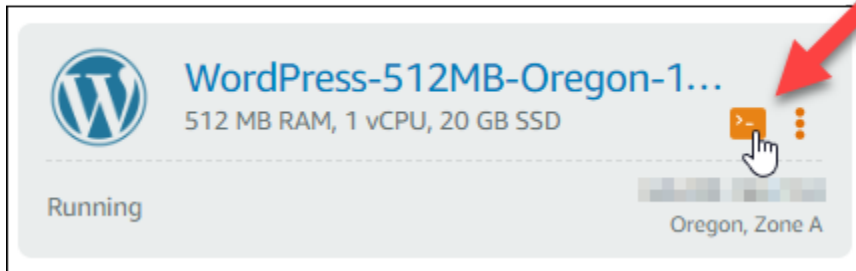 WordPress-512MB-Oregon-1...
512 MB RAM, 1 vCPU, 20 GB SSD
>_
Running
Oregon, Zone A